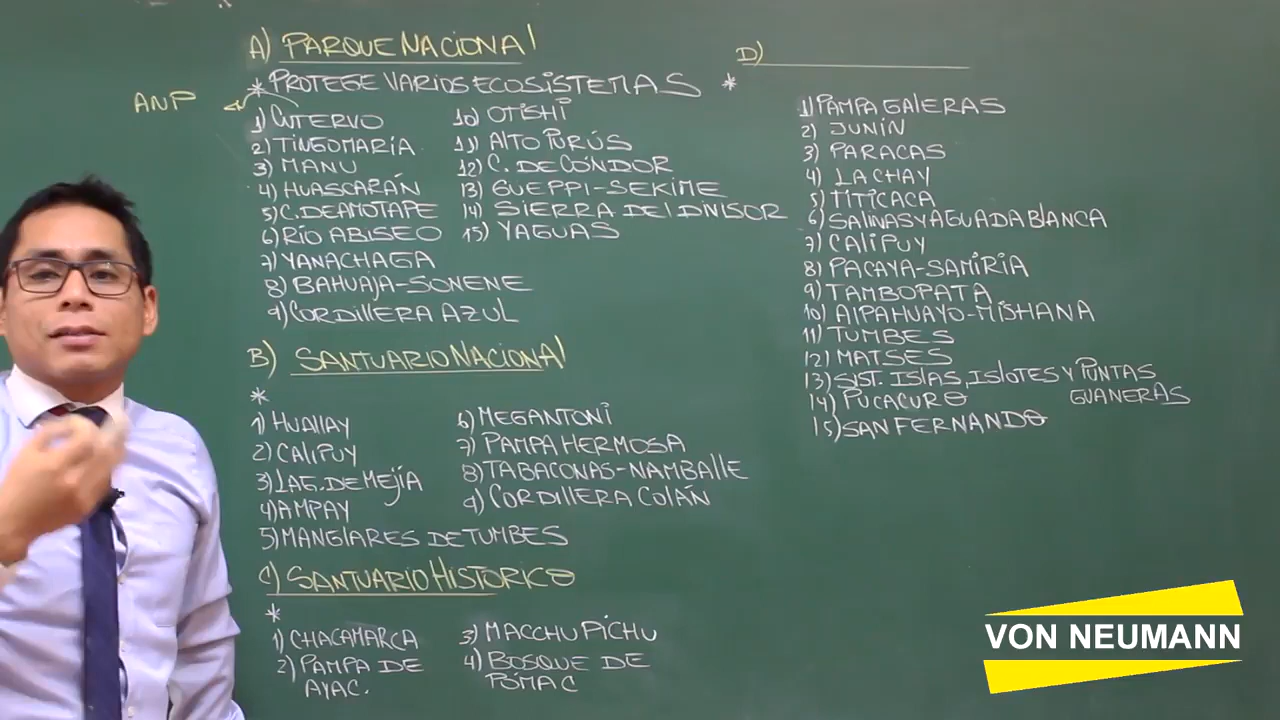 A) PARQUE NACIONAL
* PROTEGE VARIOS ECOSISTEMAS
ANP
1) CUTERVO
2) TINGO MARÍA
3) MANU
4) HUASCARÁN
5) C. DE AMOTAPE
6) RÍO ABISEO
7) YANACHAGA
8) BAHUAJA-SONENE
9) CORDILLERA AZUL
10) OTISHI
11) ALTO PURÚS
12) C. DE CÓNDOR
13) GUEPPI-SEKIME
14) SIERRA DEL DIVISOR
15) YAGUAS
B) SANTUARIO NACIONAL
*
1) HUALLAY
2) CALIPUY
3) LAG. DE MEJÍA
4) AMPAY
5) MANGLARES DE TUMBES
6) MEGANTONI
7) PAMPA HERMOSA
8) TABACONAS-NAMBALLE
9) CORDILLERA COLÁN
C) SANTUARIO HISTORICO
*
1) CHACAMARCA
2) PAMPA DE
AYAC.
3) MACCHU PICHU
4) BOSQUE DE
PÓMAC
D)
*
1) PAMPA GALERAS
2) JUNÍN
3) PARACAS
4) LACHAY
5) TITICACA
6) SALINAS Y AGUADA BLANCA
7) CALIPUY
8) PACAYA-SAMIRIA
9) TAMBOPATA
10) ALPAHUAYO-MISHANA
11) TUMBES
12) MATSES
13) SIST. ISLAS, ISLOTES Y PUNTAS
GUANERAS
14) PUCACURO
15) SAN FERNANDO
VON NEUMANN